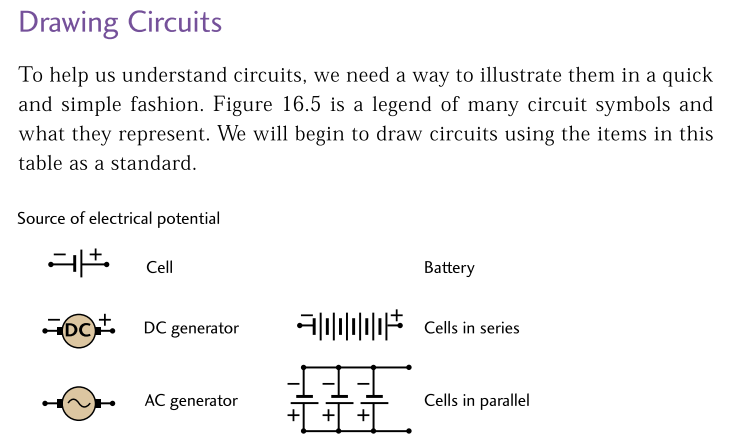 Drawing Circuits
To help us understand circuits, we need a way to illustrate them in a quick
and simple fashion. Figure 16.5 is a legend of many circuit symbols and
what they represent. We will begin to draw circuits using the items in this
table as a standard.
Source of electrical potential
− + Cell Battery
− DC + DC generator − + Cells in series
AC generator − − − Cells in parallel
+ + +